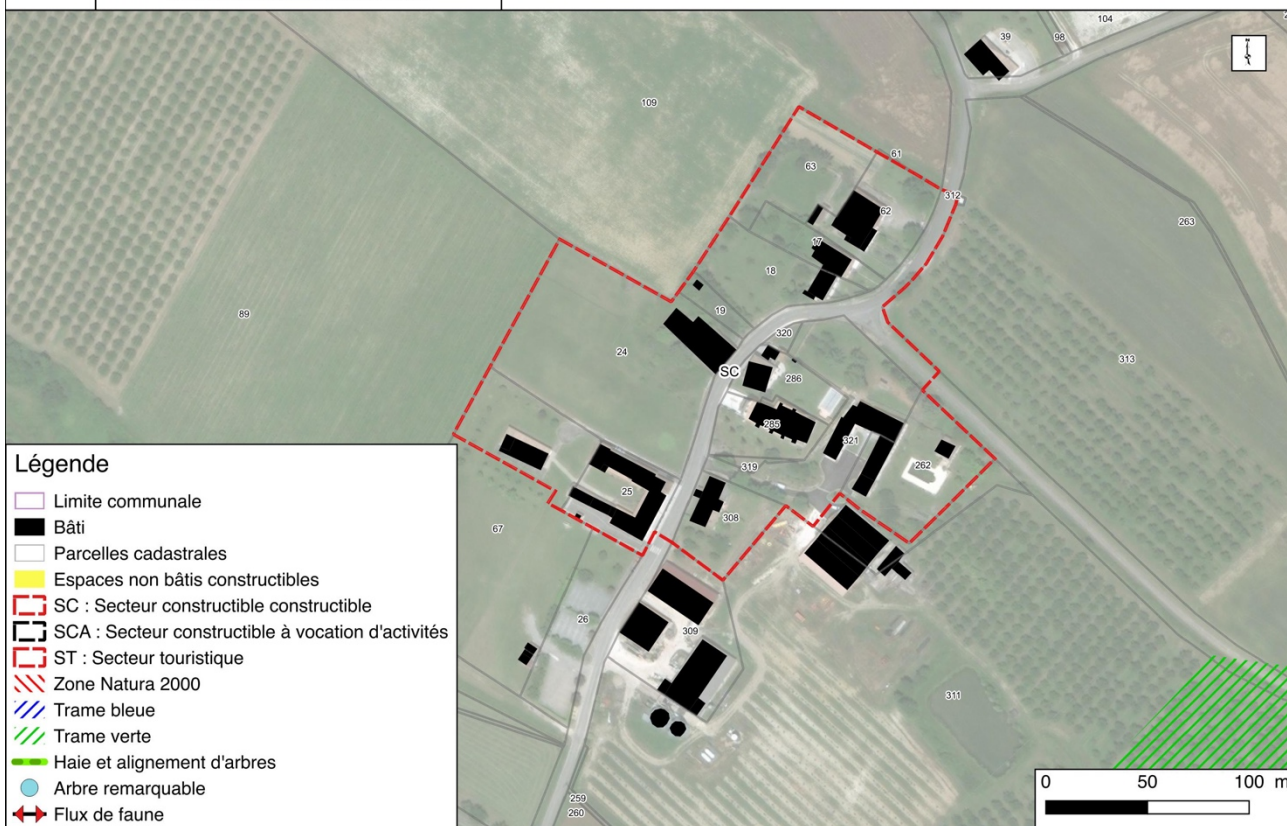 104
39
98
109
61
63
312
62
263
17
18
89
19
320
24
313
SC
286
285
321
319
262
25
308
67
26
309
311
259
260
Légende
Limite communale
Bâti
Parcelles cadastrales
Espaces non bâtis constructibles
SC : Secteur constructible constructible
SCA : Secteur constructible à vocation d'activités
ST : Secteur touristique
Zone Natura 2000
Trame bleue
Trame verte
Haie et alignement d'arbres
Arbre remarquable
Flux de faune
0 50 100 m